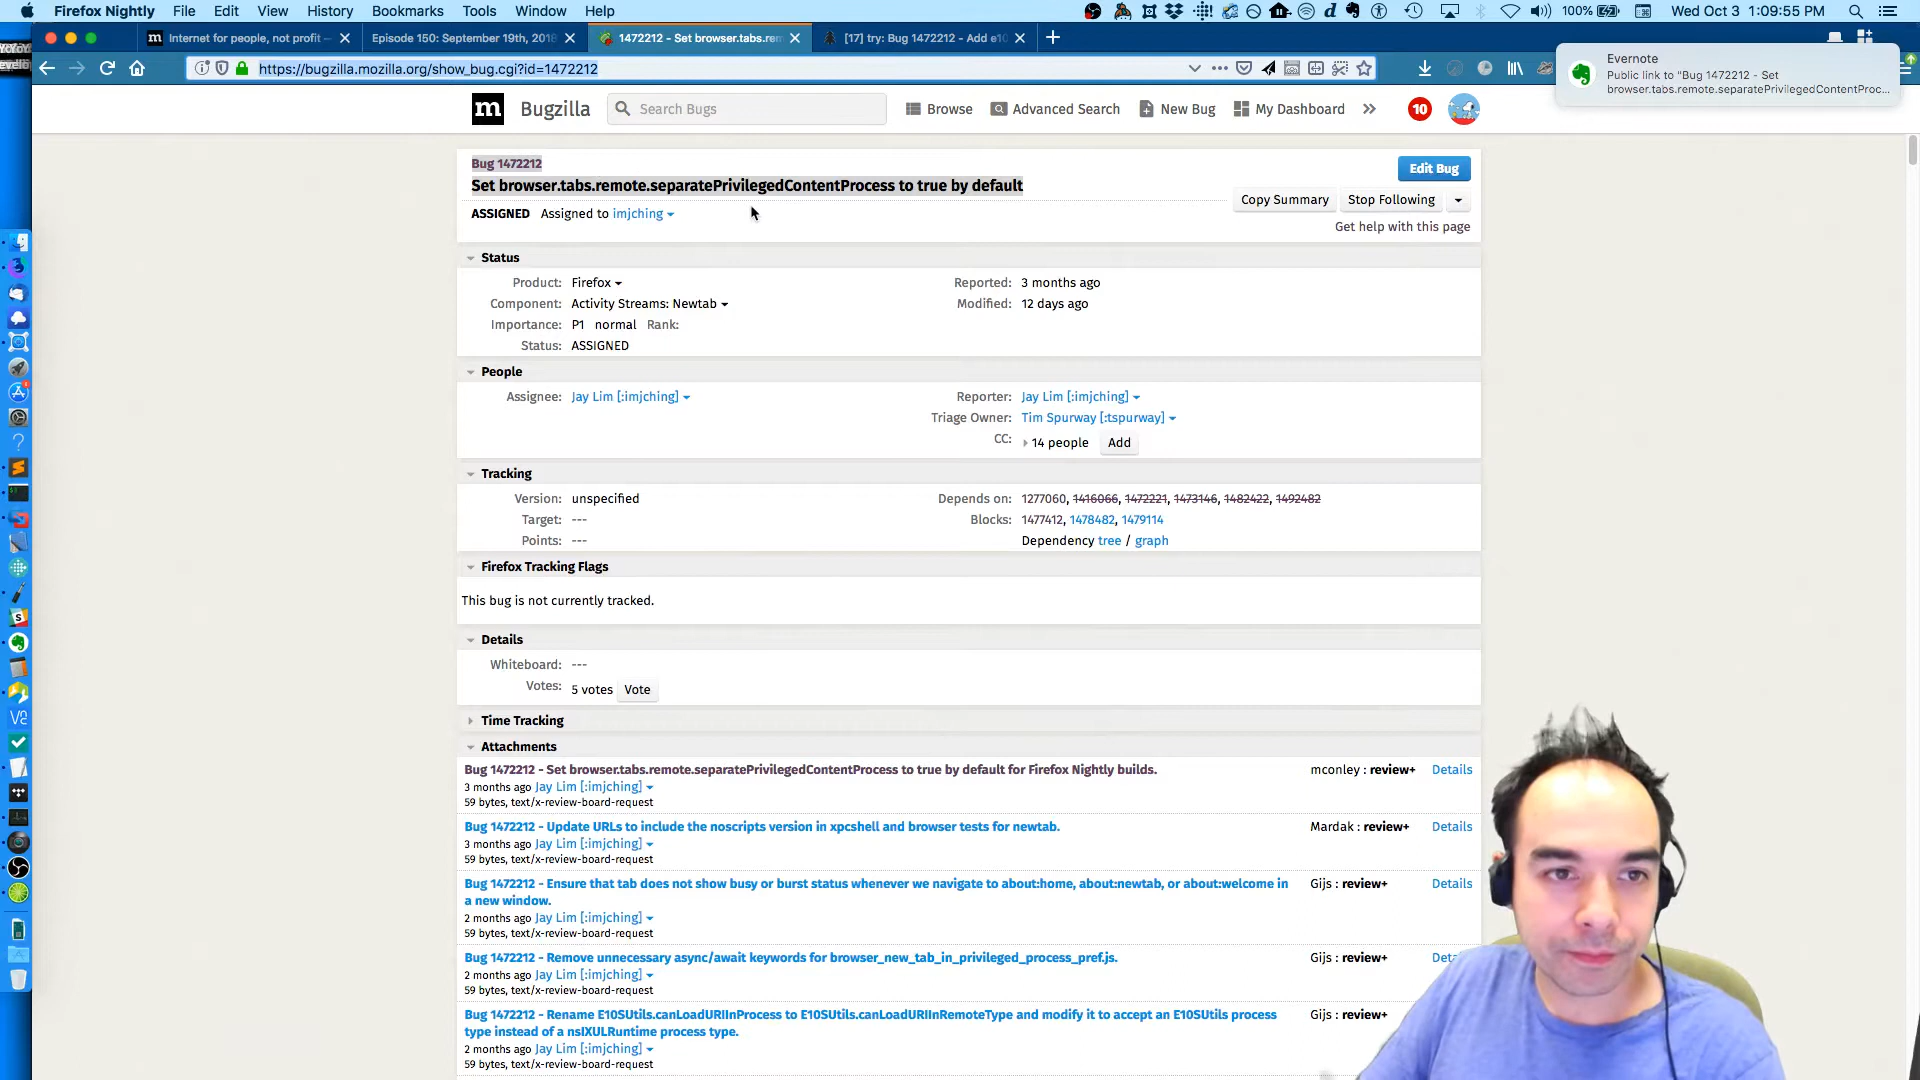 Firefox Nightly File Edit View History Bookmarks Tools Window Help 100% Wed Oct 3 1:09:55 PM
Internet for people, not profit — Episode 150: September 19th, 2018 1472212 - Set browser.tabs.rem [17] try: Bug 1472212 - Add e10
https://bugzilla.mozilla.org/show_bug.cgi?id=1472212
Evernote
Public link to "Bug 1472212 - Set
browser.tabs.remote.separatePrivilegedContentProc...
m Bugzilla Search Bugs Browse Advanced Search New Bug My Dashboard 10
Bug 1472212
Set browser.tabs.remote.separatePrivilegedContentProcess to true by default
Edit Bug
ASSIGNED Assigned to imjching
Copy Summary Stop Following
Get help with this page
Status
Product: Firefox
Reported: 3 months ago
Component: Activity Streams: Newtab
Modified: 12 days ago
Importance: P1 normal Rank:
Status: ASSIGNED
People
Assignee: Jay Lim [:imjching]
Reporter: Jay Lim [:imjching]
Triage Owner: Tim Spurway [:tspurway]
CC: 14 people Add
Tracking
Version: unspecified
Depends on: 1277060, 1416066, 1472221, 1473146, 1482422, 1492482
Target: ---
Blocks: 1477412, 1478482, 1479114
Points: ---
Dependency tree / graph
Firefox Tracking Flags
This bug is not currently tracked.
Details
Whiteboard: ---
Votes: 5 votes Vote
Time Tracking
Attachments
Bug 1472212 - Set browser.tabs.remote.separatePrivilegedContentProcess to true by default for Firefox Nightly builds. mconley : review+ Details
3 months ago Jay Lim [:imjching]
59 bytes, text/x-review-board-request
Bug 1472212 - Update URLs to include the noscripts version in xpcshell and browser tests for newtab. Mardak : review+ Details
3 months ago Jay Lim [:imjching]
59 bytes, text/x-review-board-request
Bug 1472212 - Ensure that tab does not show busy or burst status whenever we navigate to about:home, about:newtab, or about:welcome in Gijs : review+ Details
a new window.
2 months ago Jay Lim [:imjching]
59 bytes, text/x-review-board-request
Bug 1472212 - Remove unnecessary async/await keywords for browser_new_tab_in_privileged_process_pref.js. Gijs : review+ Deta
2 months ago Jay Lim [:imjching]
59 bytes, text/x-review-board-request
Bug 1472212 - Rename E10SUtils.canLoadURIInProcess to E10SUtils.canLoadURIInRemoteType and modify it to accept an E10SUtils process Gijs : review+
type instead of a nsIXULRuntime process type.
2 months ago Jay Lim [:imjching]
59 bytes, text/x-review-board-request